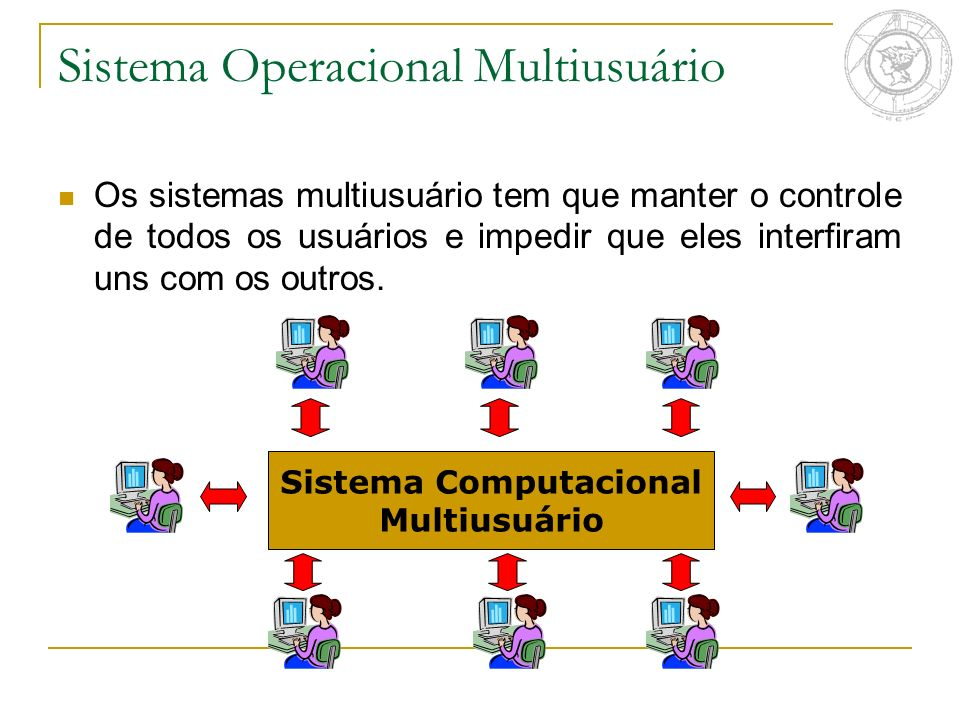 Sistema Operacional Multiusuário
Os sistemas multiusuário tem que manter o controle
de todos os usuários e impedir que eles interfiram
uns com os outros.
Sistema Computacional
Multiusuário